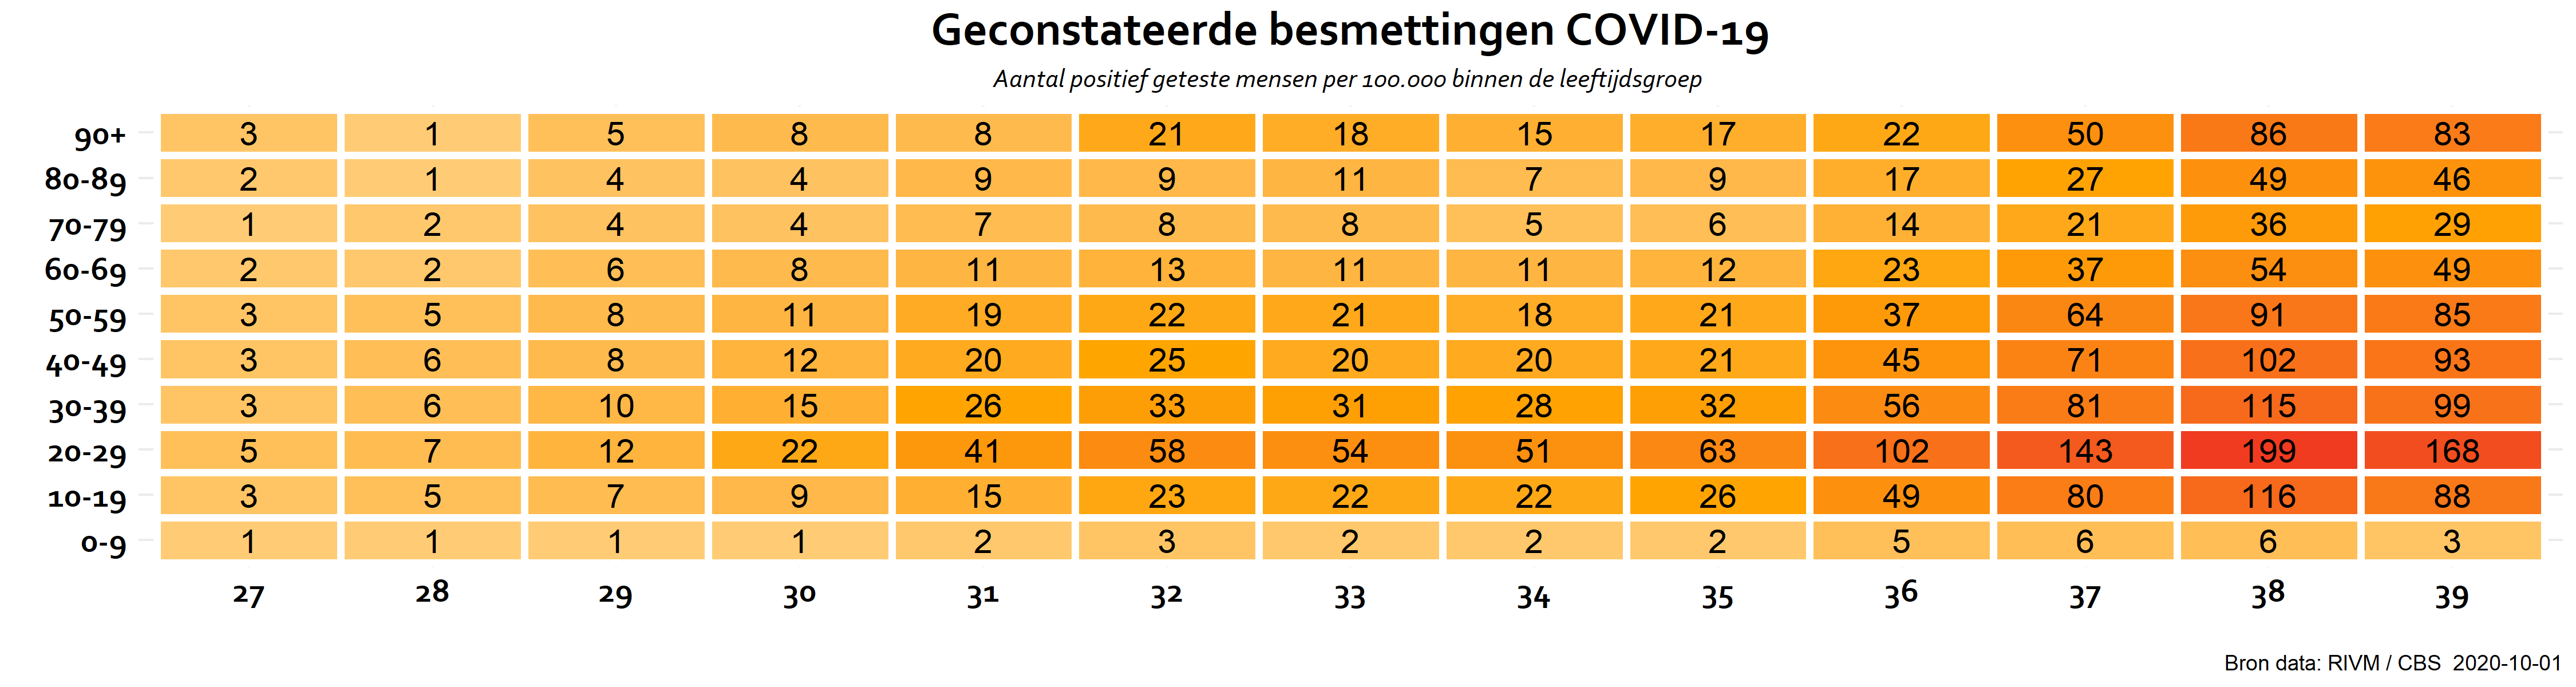 Geconstateerde besmettingen COVID-19
Aantal positief geteste mensen per 100.000 binnen de leeftijdsgroep
90+ 3 1 5 8 8 21 18 15 17 22 50 86 83
80-89 2 1 4 4 9 9 11 7 9 17 27 49 46
70-79 1 2 4 4 7 8 8 5 6 14 21 36 29
60-69 2 2 6 8 11 13 11 11 12 23 37 54 49
50-59 3 5 8 11 19 22 21 18 21 37 64 91 85
40-49 3 6 8 12 20 25 20 20 21 45 71 102 93
30-39 3 6 10 15 26 33 31 28 32 56 81 115 99
20-29 5 7 12 22 41 58 54 51 63 102 143 199 168
10-19 3 5 7 9 15 23 22 22 26 49 80 116 88
0-9 1 1 1 1 2 3 2 2 2 5 6 6 3
27 28 29 30 31 32 33 34 35 36 37 38 39
Bron data: RIVM / CBS 2020-10-01